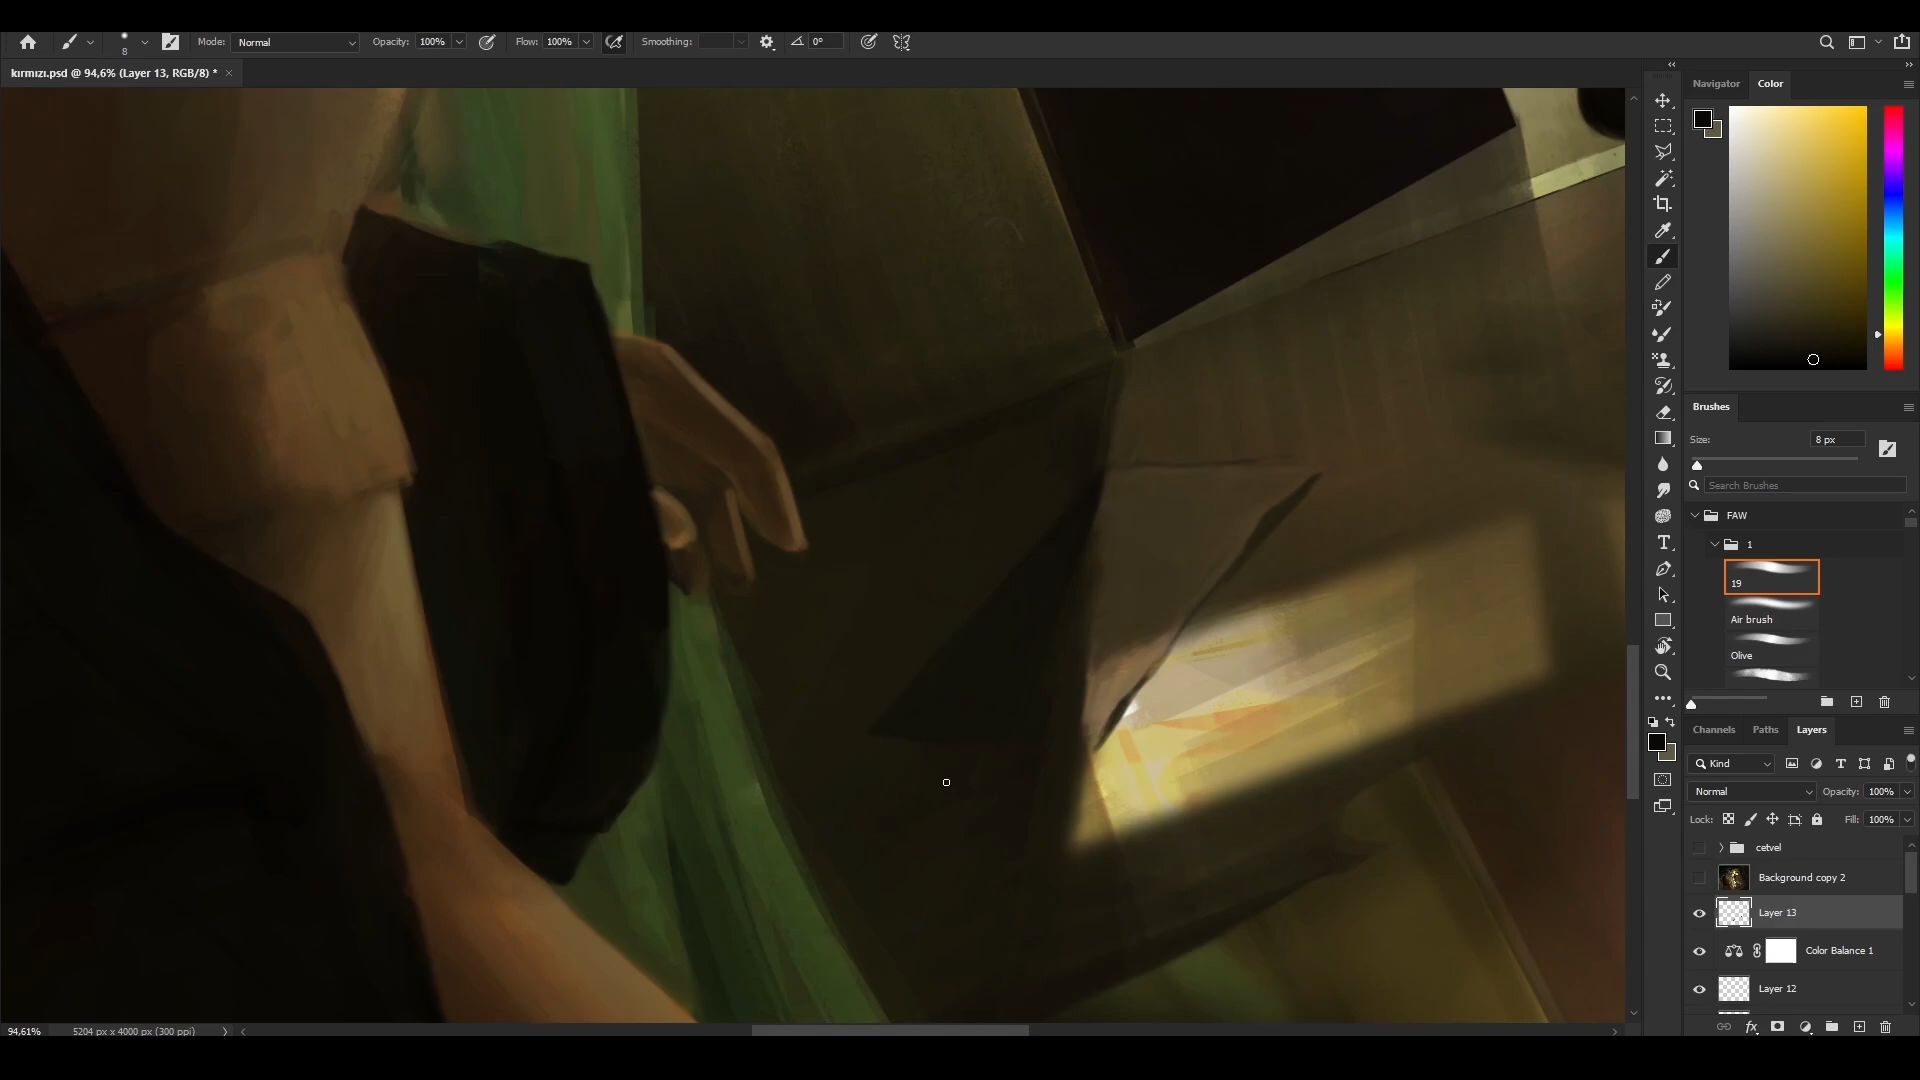 8
Mode: Normal
Opacity: 100%
Flow: 100%
Smoothing:
0°
kırmızı.psd @ 94,6% (Layer 13, RGB/8) * ×
Navigator Color
Brushes
Size: 8 px
Search Brushes
FAW
1
19
Air brush
Olive
Channels Paths Layers
Kind
Normal Opacity: 100%
Lock: Fill: 100%
cetvel
Background copy 2
Layer 13
Color Balance 1
Layer 12
fx
94,61% 5204 px x 4000 px (300 ppi)